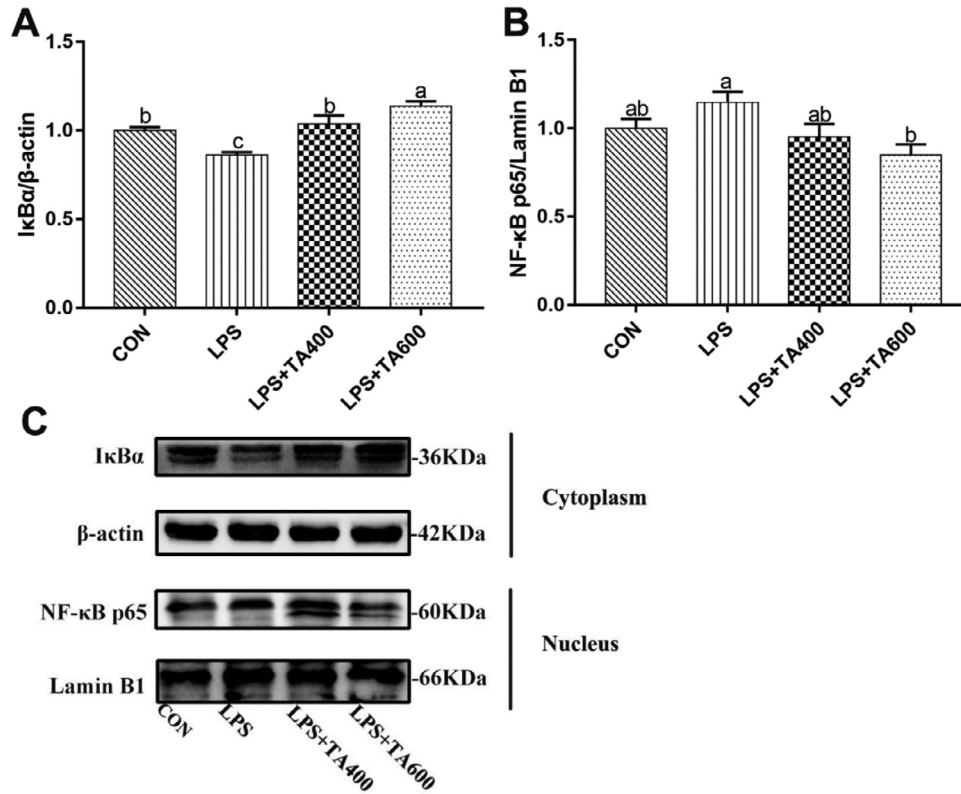 A
IκBα/β-actin
1.5
1.0
0.5
0.0
b
c
b
a
CON
LPS
LPS+TA400
LPS+TA600
B
NF-κB p65/Lamin B1
1.5
1.0
0.5
0.0
ab
a
ab
b
CON
LPS
LPS+TA400
LPS+TA600
C
IκBα
-36KDa
β-actin
-42KDa
Cytoplasm
NF-κB p65
-60KDa
Lamin B1
-66KDa
Nucleus
CON
LPS
LPS+TA400
LPS+TA600